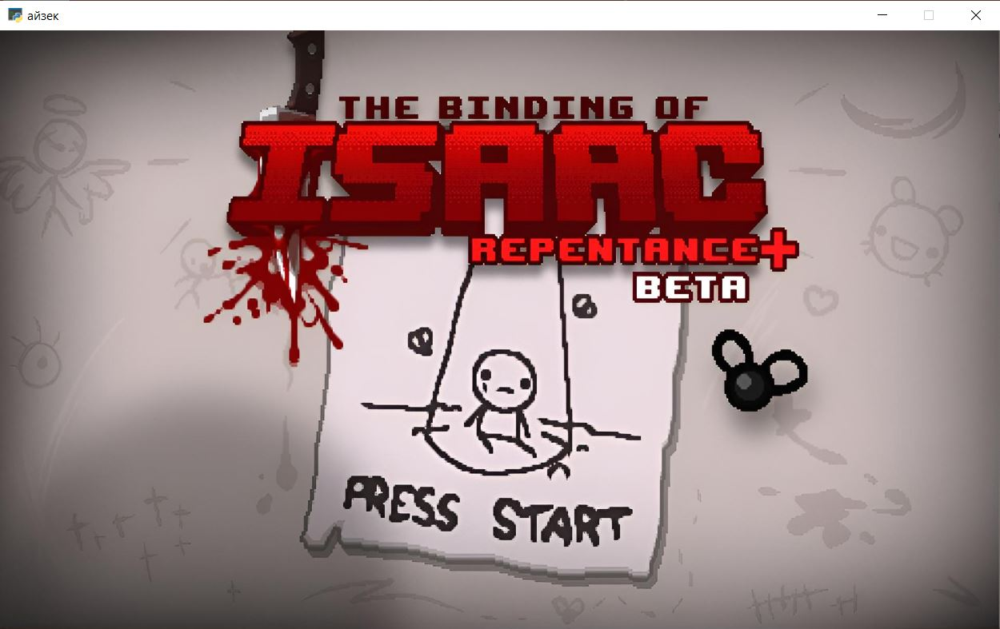 айзек
THE BINDING OF
ISAAC
REPENTANCE+
BETA
PRESS START